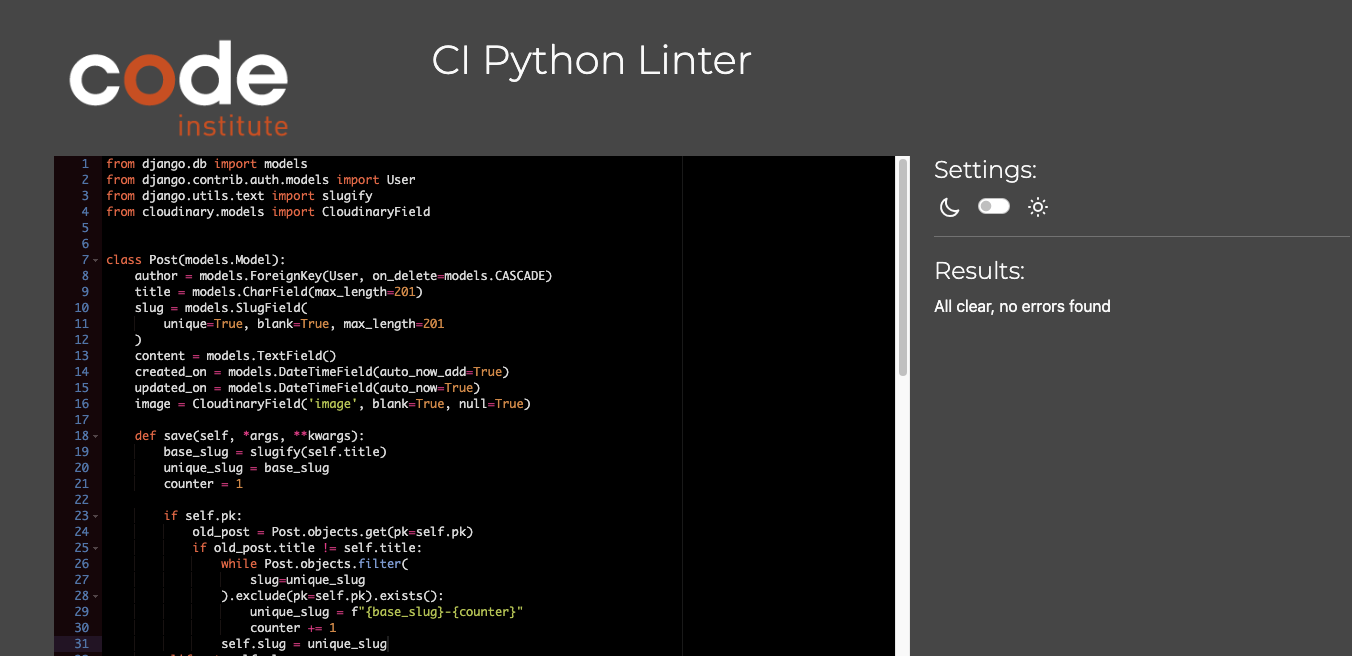 code
institute
CI Python Linter
1 from django.db import models
2 from django.contrib.auth.models import User
3 from django.utils.text import slugify
4 from cloudinary.models import CloudinaryField
5
6
7 class Post(models.Model):
8     author = models.ForeignKey(User, on_delete=models.CASCADE)
9     title = models.CharField(max_length=201)
10     slug = models.SlugField(
11         unique=True, blank=True, max_length=201
12     )
13     content = models.TextField()
14     created_on = models.DateTimeField(auto_now_add=True)
15     updated_on = models.DateTimeField(auto_now=True)
16     image = CloudinaryField('image', blank=True, null=True)
17
18     def save(self, *args, **kwargs):
19         base_slug = slugify(self.title)
20         unique_slug = base_slug
21         counter = 1
22
23         if self.pk:
24             old_post = Post.objects.get(pk=self.pk)
25             if old_post.title != self.title:
26                 while Post.objects.filter(
27                     slug=unique_slug
28                 ).exclude(pk=self.pk).exists():
29                     unique_slug = f"{base_slug}-{counter}"
30                     counter += 1
31                 self.slug = unique_slug
Settings:
Results:
All clear, no errors found